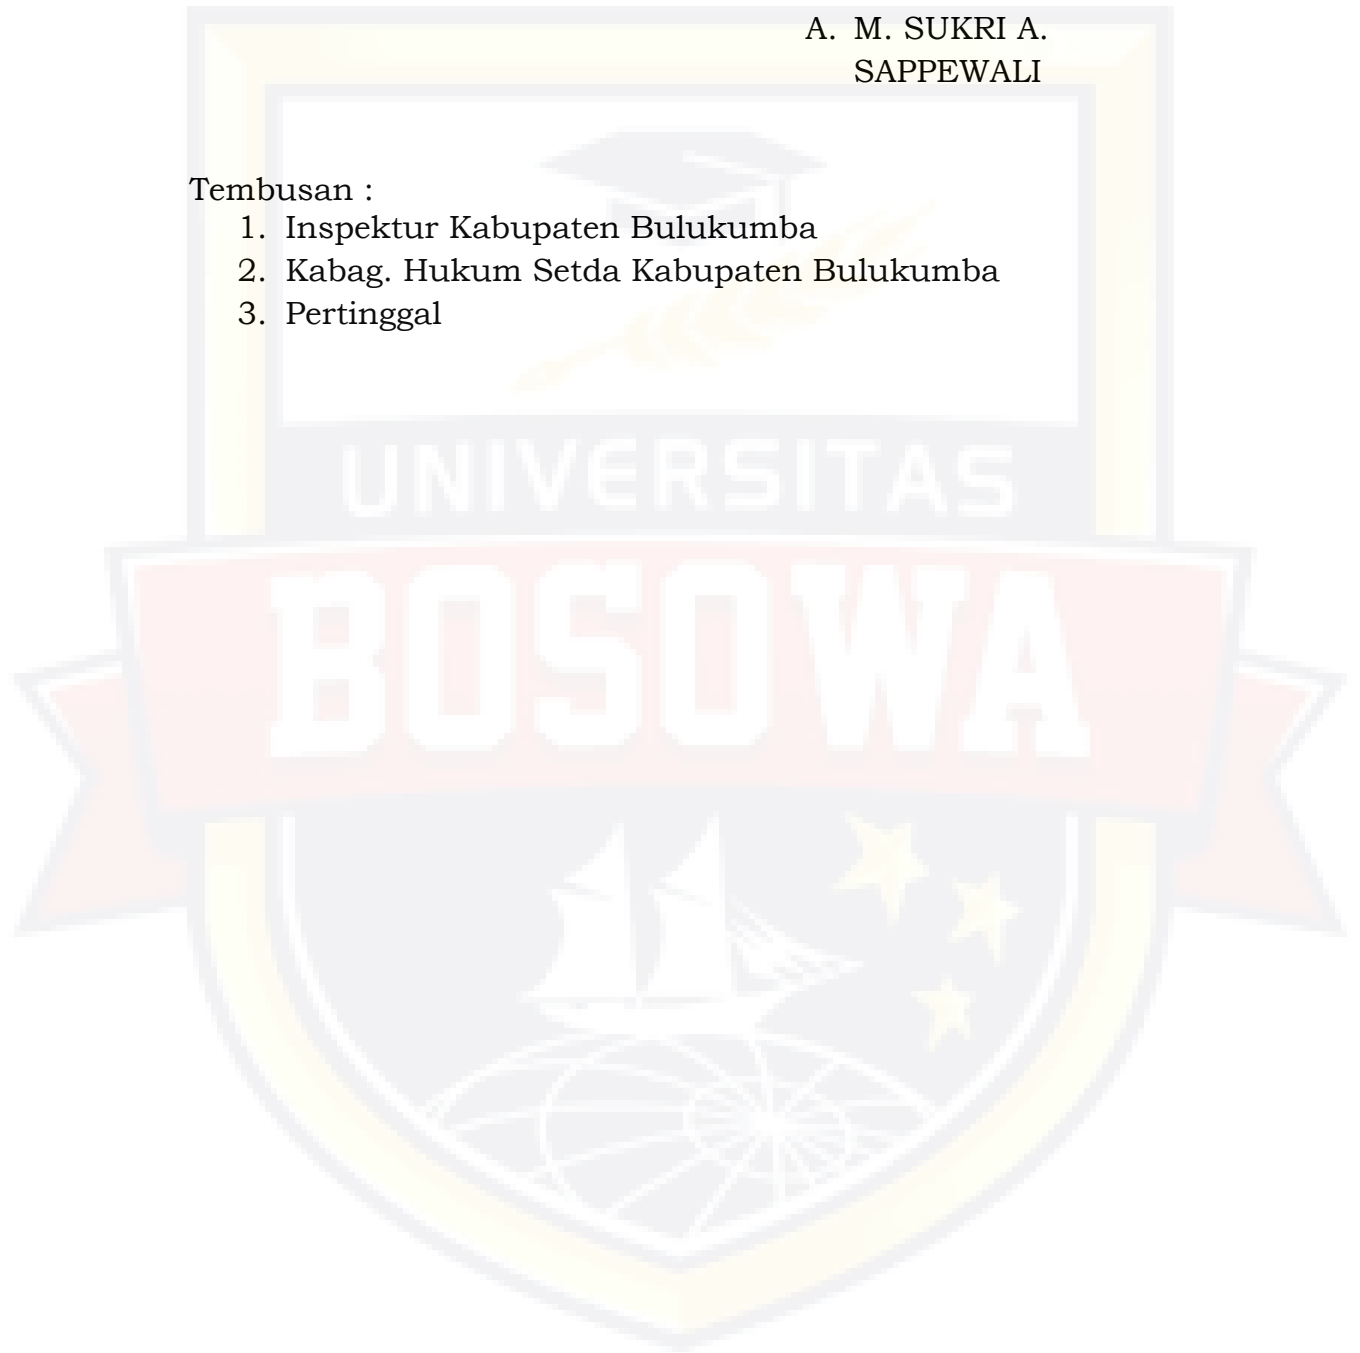 A. M. SUKRI A.
SAPPEWALI
Tembusan :
1. Inspektur Kabupaten Bulukumba
2. Kabag. Hukum Setda Kabupaten Bulukumba
3. Pertinggal
UNIVERSITAS
BOSOWA